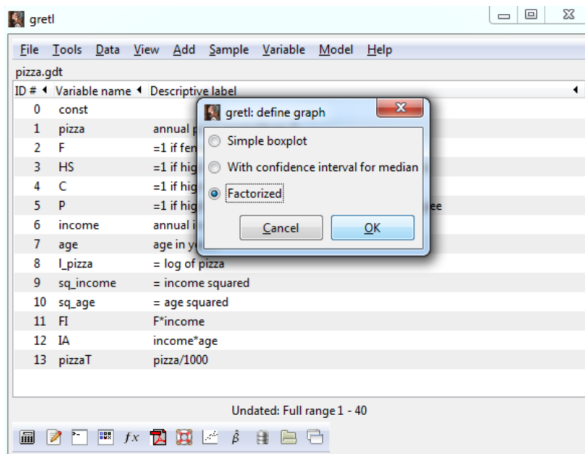 gretl
File Tools Data View Add Sample Variable Model Help
pizza.gdt
ID # Variable name Descriptive label
0 const
1 pizza annual
2 F =1 if
3 HS =1 if
4 C =1 if
5 P =1 if
6 income annual
7 age age in
8 l_pizza = log of pizza
9 sq_income = income squared
10 sq_age = age squared
11 FI F*income
12 IA income*age
13 pizzaT pizza/1000
gretl: define graph
Simple boxplot
With confidence interval for median
Factorized
Cancel OK
Undated: Full range 1 - 40
fx β̂